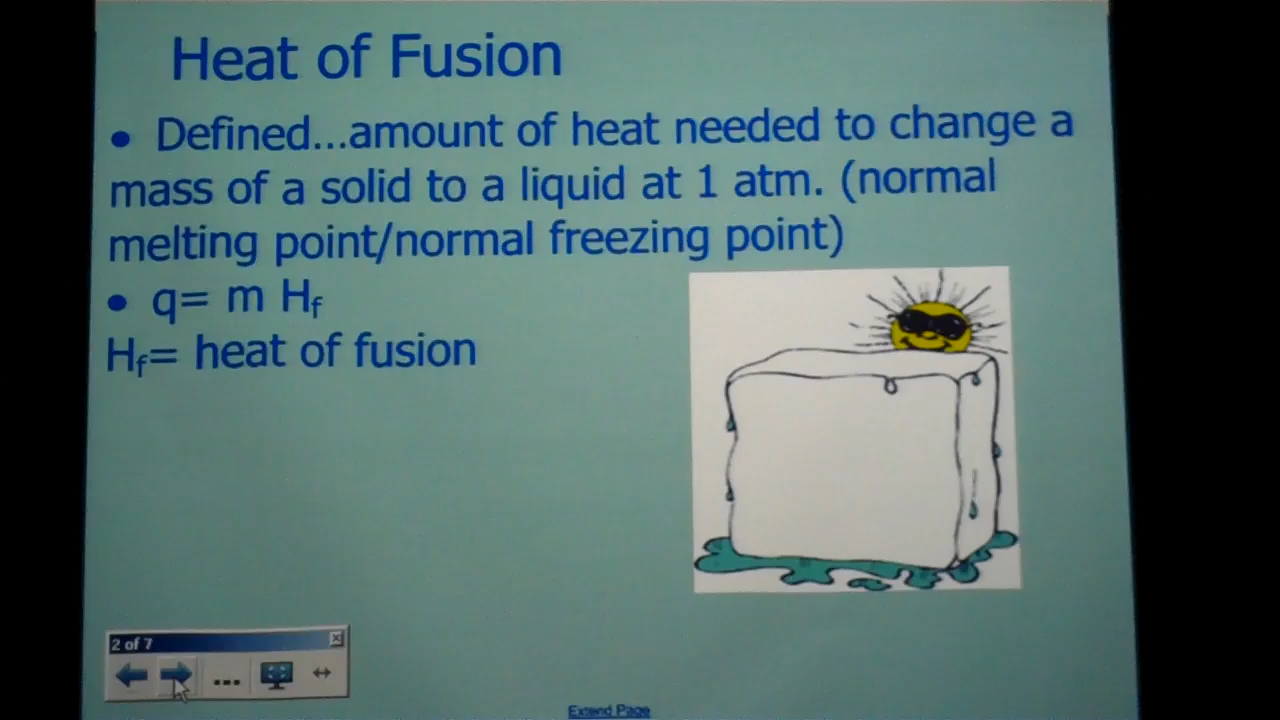 Heat of Fusion
• Defined...amount of heat needed to change a
mass of a solid to a liquid at 1 atm. (normal
melting point/normal freezing point)
• q= m Hf
Hf= heat of fusion
2 of 7
...
Extend Page